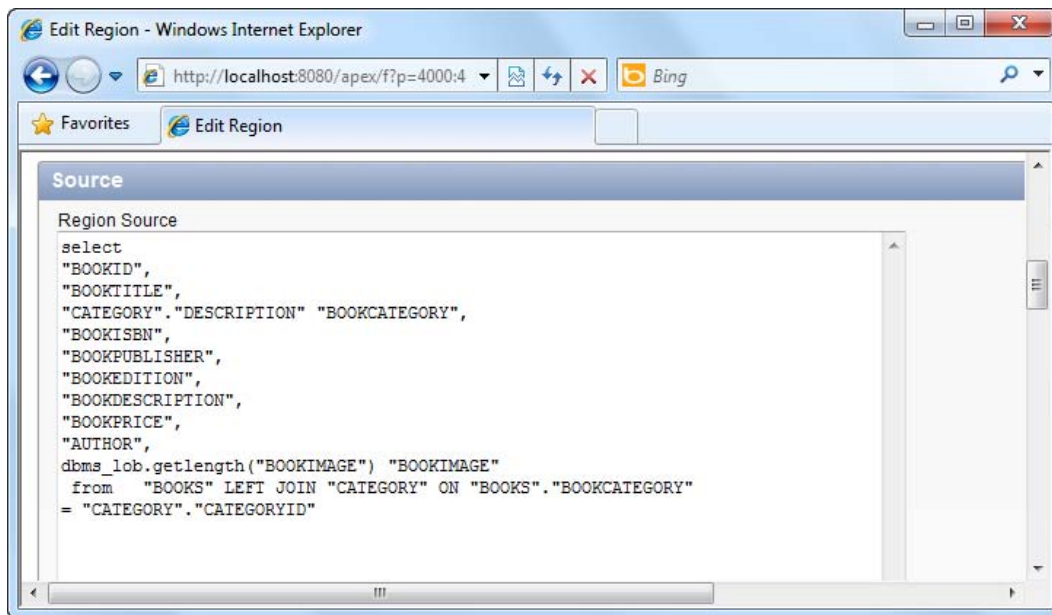 Edit Region - Windows Internet Explorer
http://localhost:8080/apex/f?p=4000:4
Bing
Favorites
Edit Region
Source
Region Source
select
"BOOKID",
"BOOKTITLE",
"CATEGORY"."DESCRIPTION" "BOOKCATEGORY",
"BOOKISBN",
"BOOKPUBLISHER",
"BOOKEDITION",
"BOOKDESCRIPTION",
"BOOKPRICE",
"AUTHOR",
dbms_lob.getlength("BOOKIMAGE") "BOOKIMAGE"
from "BOOKS" LEFT JOIN "CATEGORY" ON "BOOKS"."BOOKCATEGORY"
= "CATEGORY"."CATEGORYID"